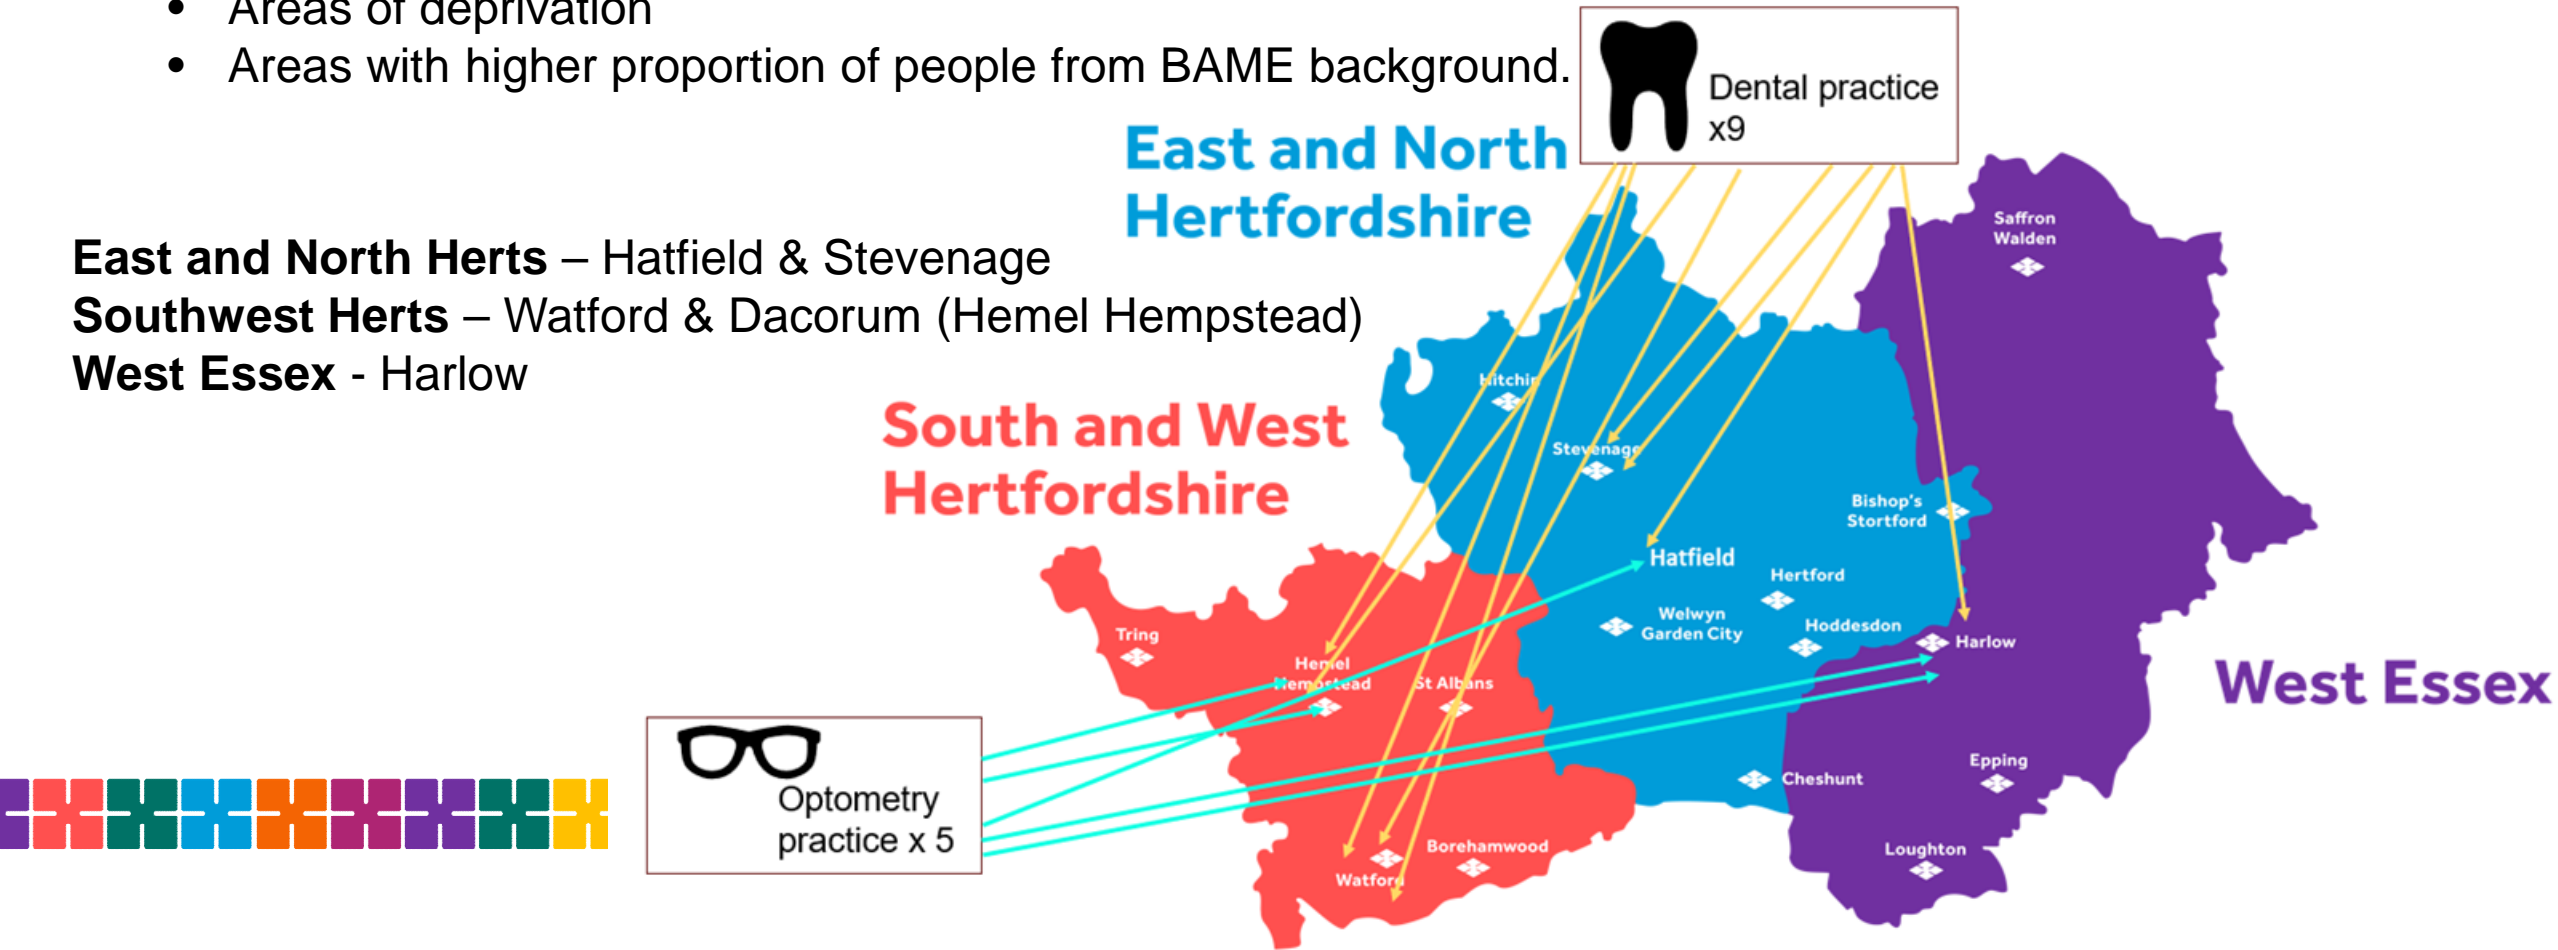 • Areas of deprivation
• Areas with higher proportion of people from BAME background.
Dental practice
x9
East and North
Hertfordshire
East and North Herts – Hatfield & Stevenage
Southwest Herts – Watford & Dacorum (Hemel Hempstead)
West Essex - Harlow
South and West
Hertfordshire
Saffron
Walden
Hitchin
Stevenage
Bishop's
Stortford
Hatfield
Hertford
Welwyn
Garden City
Hoddesdon
Harlow
Tring
Hemel
Hempstead
St Albans
West Essex
Optometry
practice x 5
Cheshunt
Epping
Loughton
Borehamwood
Watford